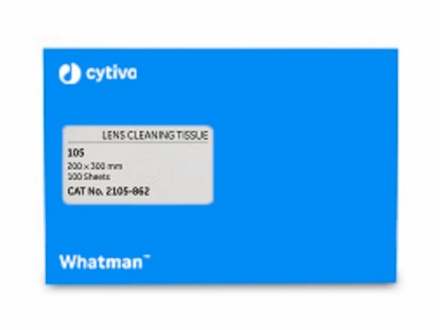 cytiva
LENS CLEANING TISSUE
105
200 x 300 mm
100 Sheets
CAT No. 2105-862
Whatman™